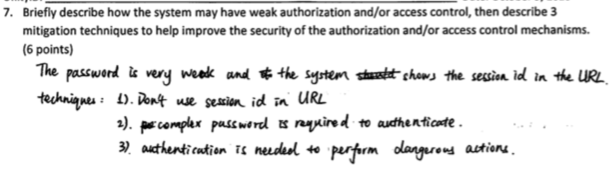 7. Briefly describe how the system may have weak authorization and/or access control, then describe 3
mitigation techniques to help improve the security of the authorization and/or access control mechanisms.
(6 points)
The password is very weak and the system shows the session id in the URL.
techniques: 1). Don't use session id in URL
2). complex password is required to authenticate.
3). authentication is needed to perform dangerous actions.